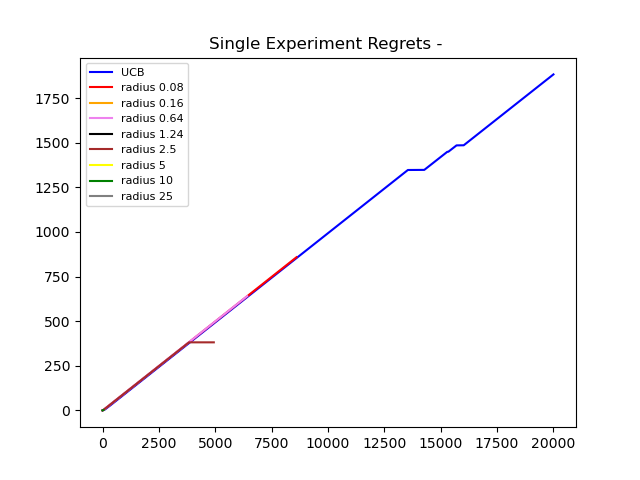 Single Experiment Regrets -
UCB
radius 0.08
radius 0.16
radius 0.64
radius 1.24
radius 2.5
radius 5
radius 10
radius 25
1750
1500
1250
1000
750
500
250
0
0 2500 5000 7500 10000 12500 15000 17500 20000